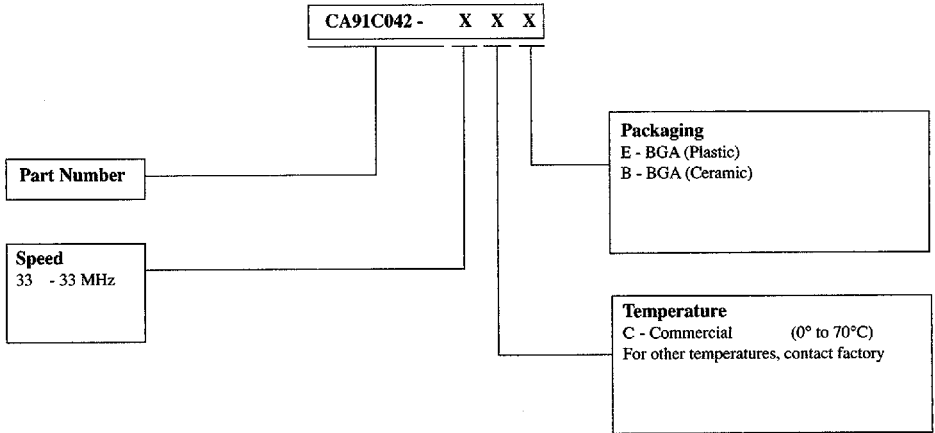 CA91C042 - X X X
Packaging
E - BGA (Plastic)
B - BGA (Ceramic)
Part Number
Speed
33 - 33 MHz
Temperature
C - Commercial (0° to 70°C)
For other temperatures, contact factory